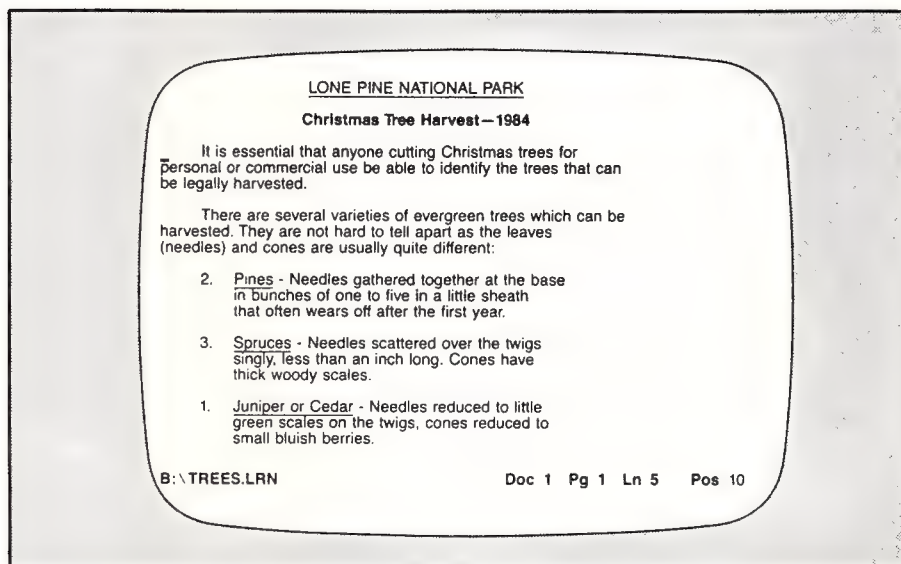 LONE PINE NATIONAL PARK
Christmas Tree Harvest—1984
It is essential that anyone cutting Christmas trees for
personal or commercial use be able to identify the trees that can
be legally harvested.
There are several varieties of evergreen trees which can be
harvested. They are not hard to tell apart as the leaves
(needles) and cones are usually quite different:
2. Pines - Needles gathered together at the base
in bunches of one to five in a little sheath
that often wears off after the first year.
3. Spruces - Needles scattered over the twigs
singly, less than an inch long. Cones have
thick woody scales.
1. Juniper or Cedar - Needles reduced to little
green scales on the twigs, cones reduced to
small bluish berries.
B:\TREES.LRN Doc 1 Pg 1 Ln 5 Pos 10